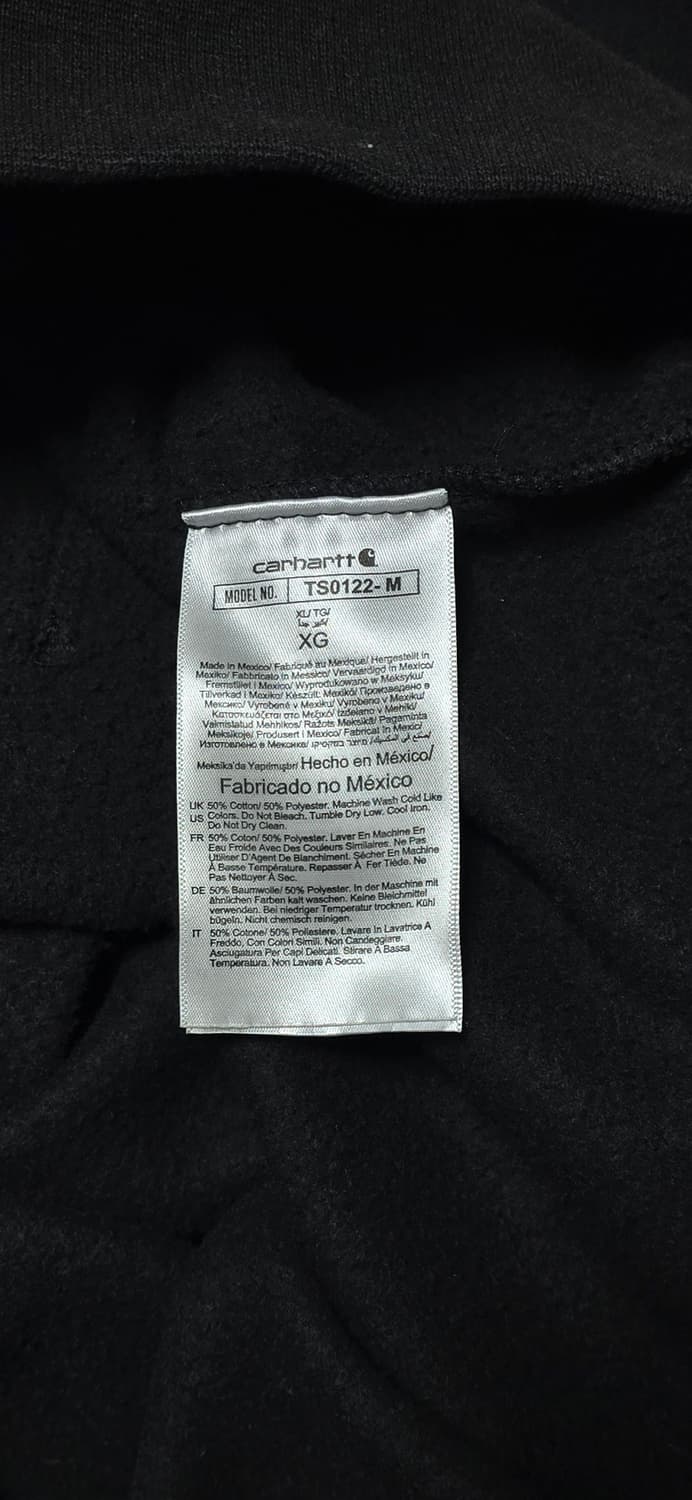 carhartt
MODEL NO. TS0122- M
XL/ TG/
كبير جدا
XG
Made in Mexico/ Fabriqué au Mexique/ Hergestellt in
Mexiko/ Fabbricato in Messico/ Vervaardigd in Mexico/
Fremstillet i Mexico/ Wyprodukowano w Meksyku/
Tillverkad i Mexiko/ Készült: Mexikó/ Произведено в
Мексико/ Vyrobené v Mexiku/ Vyrobeno v Mexiku/
Κατασκευάζεται στο Μεξικό/ Izdelano v Mehiki/
Valmistatud Mehhikos/ Ražots Meksikā/ Pagaminta
Meksikoje/ Produsert i Mexico/ Fabricat în Mexic/
Изготовлено в Мексике/ מיוצר במקסיקו
Meksika'da Yapılmıştır/ Hecho en México/
Fabricado no México
UK 50% Cotton/ 50% Polyester. Machine Wash Cold Like
US Colors. Do Not Bleach. Tumble Dry Low. Cool Iron.
Do Not Dry Clean.
FR 50% Coton/ 50% Polyester. Laver En Machine En
Eau Froide Avec Des Couleurs Similaires. Ne Pas
Utiliser D'Agent De Blanchiment. Sécher En Machine
À Basse Température. Repasser À Fer Tiède. Ne
Pas Nettoyer À Sec.
DE 50% Baumwolle/ 50% Polyester. In der Maschine mit
ähnlichen Farben kalt waschen. Keine Bleichmittel
verwenden. Bei niedriger Temperatur trocknen. Kühl
bügeln. Nicht chemisch reinigen.
IT 50% Cotone/ 50% Poliestere. Lavare In Lavatrice A
Freddo, Con Colori Simili. Non Candeggiare.
Asciugatura Per Capi Delicati. Stirare A Bassa
Temperatura. Non Lavare A Secco.